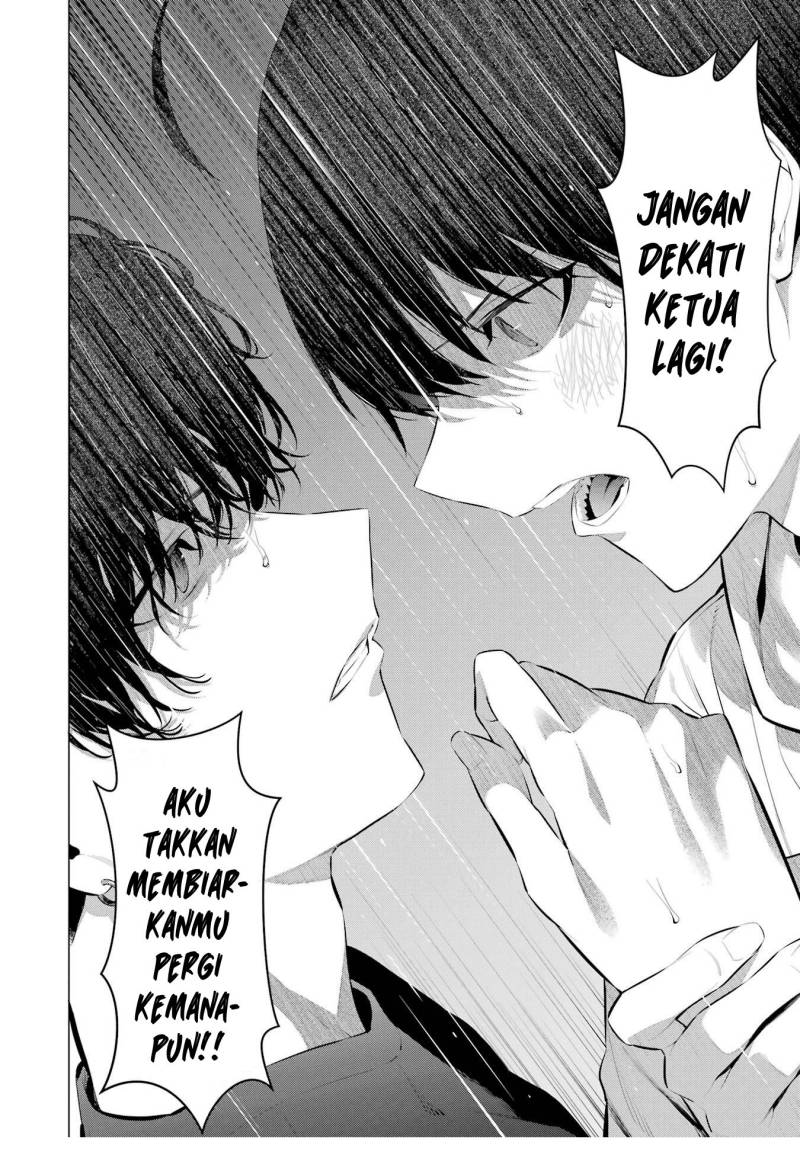 JANGAN
DEKATI
KETUA
LAGI!
AKU
TAKKAN
MEMBIAR-
KANMU
PERGI
KEMANA-
PUN!!